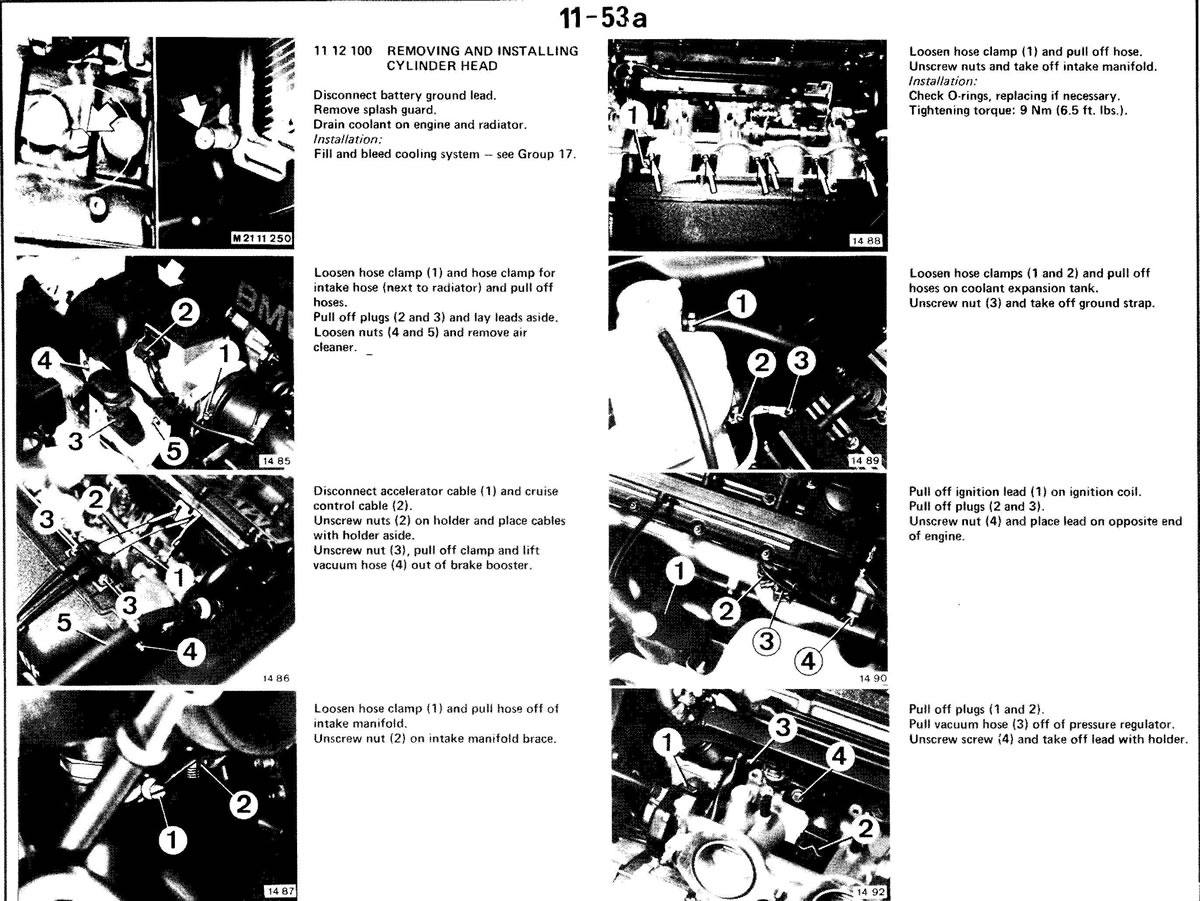 11-53a
11 12 100 REMOVING AND INSTALLING
CYLINDER HEAD
Disconnect battery ground lead.
Remove splash guard.
Drain coolant on engine and radiator.
Installation:
Fill and bleed cooling system — see Group 17.
M 21 11 250
Loosen hose clamp (1) and hose clamp for
intake hose (next to radiator) and pull off
hoses.
Pull off plugs (2 and 3) and lay leads aside.
Loosen nuts (4 and 5) and remove air
cleaner.
BMW
2
4
1
3
5
14 85
Disconnect accelerator cable (1) and cruise
control cable (2).
Unscrew nuts (2) on holder and place cables
with holder aside.
Unscrew nut (3), pull off clamp and lift
vacuum hose (4) out of brake booster.
2
3
1
3
5
4
14 86
Loosen hose clamp (1) and pull hose off of
intake manifold.
Unscrew nut (2) on intake manifold brace.
2
1
14 87
Loosen hose clamp (1) and pull off hose.
Unscrew nuts and take off intake manifold.
Installation:
Check O-rings, replacing if necessary.
Tightening torque: 9 Nm (6.5 ft. lbs.).
1
14 88
Loosen hose clamps (1 and 2) and pull off
hoses on coolant expansion tank.
Unscrew nut (3) and take off ground strap.
1
2
3
14 89
Pull off ignition lead (1) on ignition coil.
Pull off plugs (2 and 3).
Unscrew nut (4) and place lead on opposite end
of engine.
1
2
3
4
14 90
Pull off plugs (1 and 2).
Pull vacuum hose (3) off of pressure regulator.
Unscrew screw (4) and take off lead with holder.
1
3
4
2
14 92